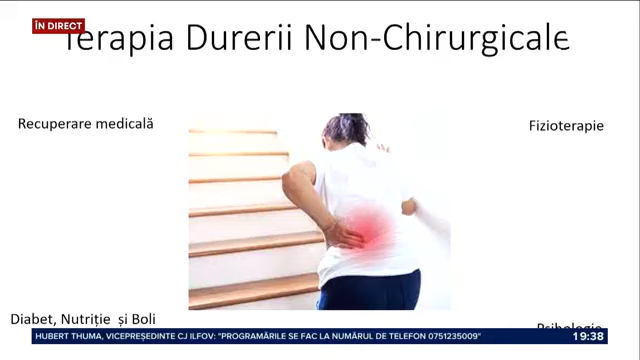 ÎN DIRECT
Terapia Durerii Non-Chirurgicale
Recuperare medicală
Fizioterapie
Diabet, Nutriție și Boli
Psihologie
HUBERT THUMA, VICEPREȘEDINTE CJ ILFOV: "PROGRAMĂRILE SE FAC LA NUMĂRUL DE TELEFON 0751235009"
19:38